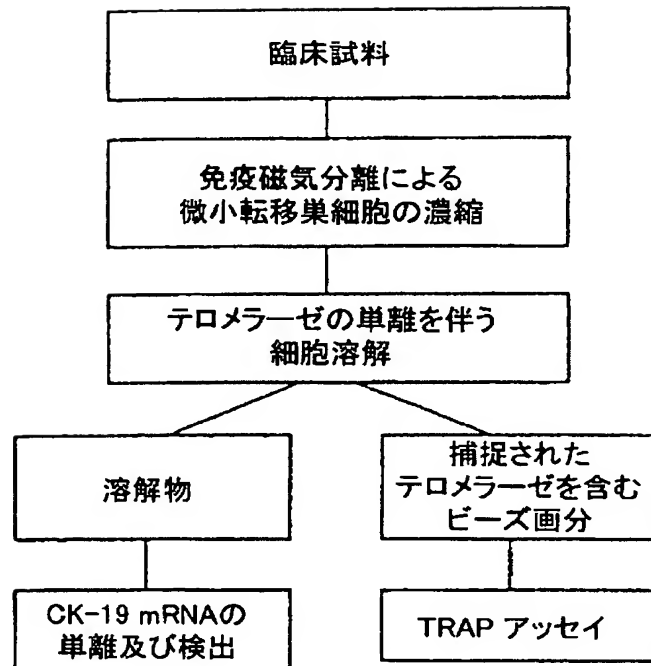 臨床試料
免疫磁気分離による
微小転移巣細胞の濃縮
テロメラーゼの単離を伴う
細胞溶解
溶解物
捕捉された
テロメラーゼを含む
ビーズ画分
CK-19 mRNAの
単離及び検出
TRAP アッセイ